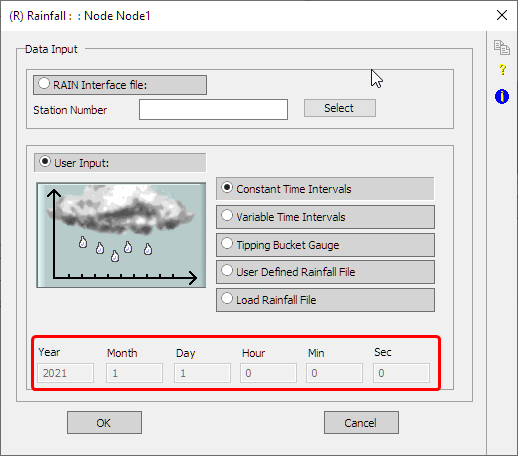 (R) Rainfall : : Node Node1
Data Input
RAIN Interface file:
Station Number
Select
User Input:
Constant Time Intervals
Variable Time Intervals
Tipping Bucket Gauge
User Defined Rainfall File
Load Rainfall File
Year Month Day Hour Min Sec
2021 1 1 0 0 0
OK Cancel